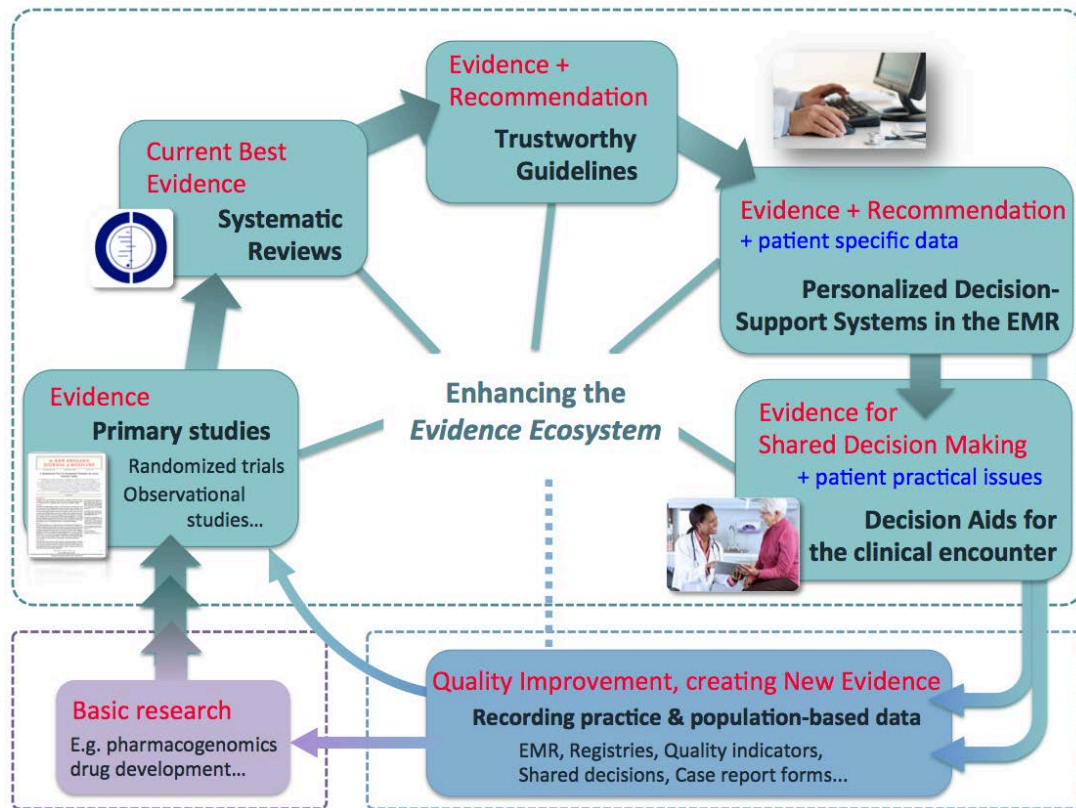 Evidence +
Recommendation
Trustworthy
Guidelines
Current Best
Evidence
Systematic
Reviews
Evidence + Recommendation
+ patient specific data
Personalized Decision-
Support Systems in the EMR
Evidence
Primary studies
Randomized trials
Observational
studies...
Enhancing the
Evidence Ecosystem
Evidence for
Shared Decision Making
+ patient practical issues
Decision Aids for
the clinical encounter
Basic research
E.g. pharmacogenomics
drug development...
Quality Improvement, creating New Evidence
Recording practice & population-based data
EMR, Registries, Quality indicators,
Shared decisions, Case report forms...